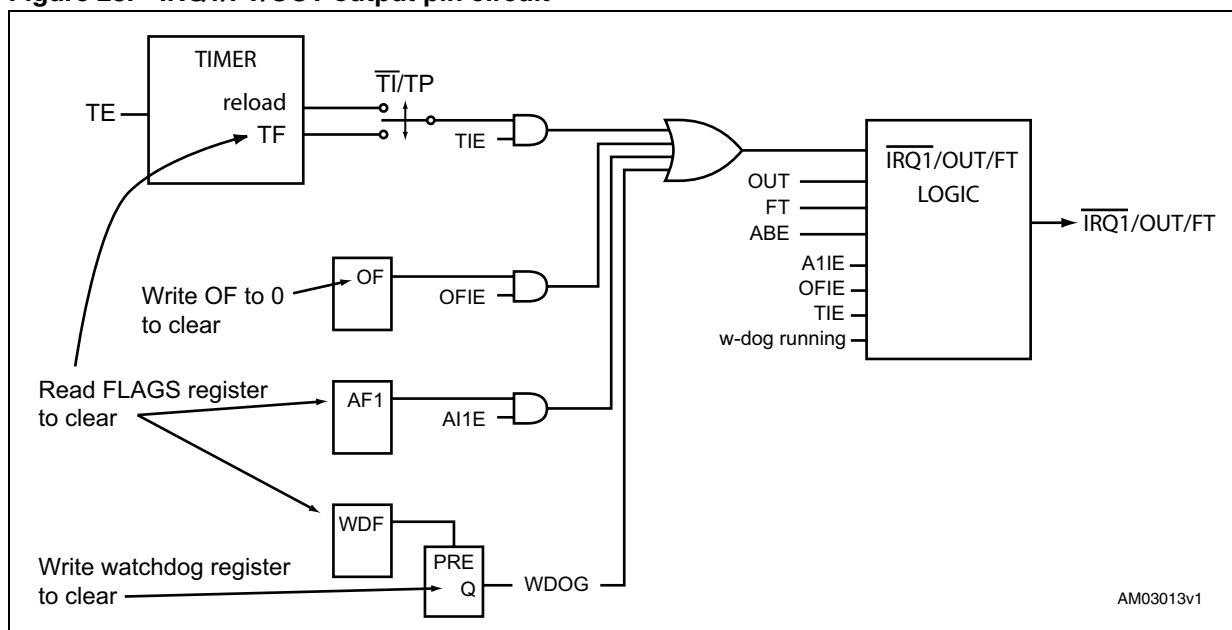 TIMER
reload
TF
TE
TI/TP
TIE
IRQ1/OUT/FT
LOGIC
OUT
FT
ABE
A1IE
OFIE
TIE
w-dog running
IRQ1/OUT/FT
OF
OFIE
Write OF to 0
to clear
Read FLAGS register
to clear
AF1
AI1E
WDF
PRE
Q
WDOG
Write watchdog register
to clear
AM03013v1